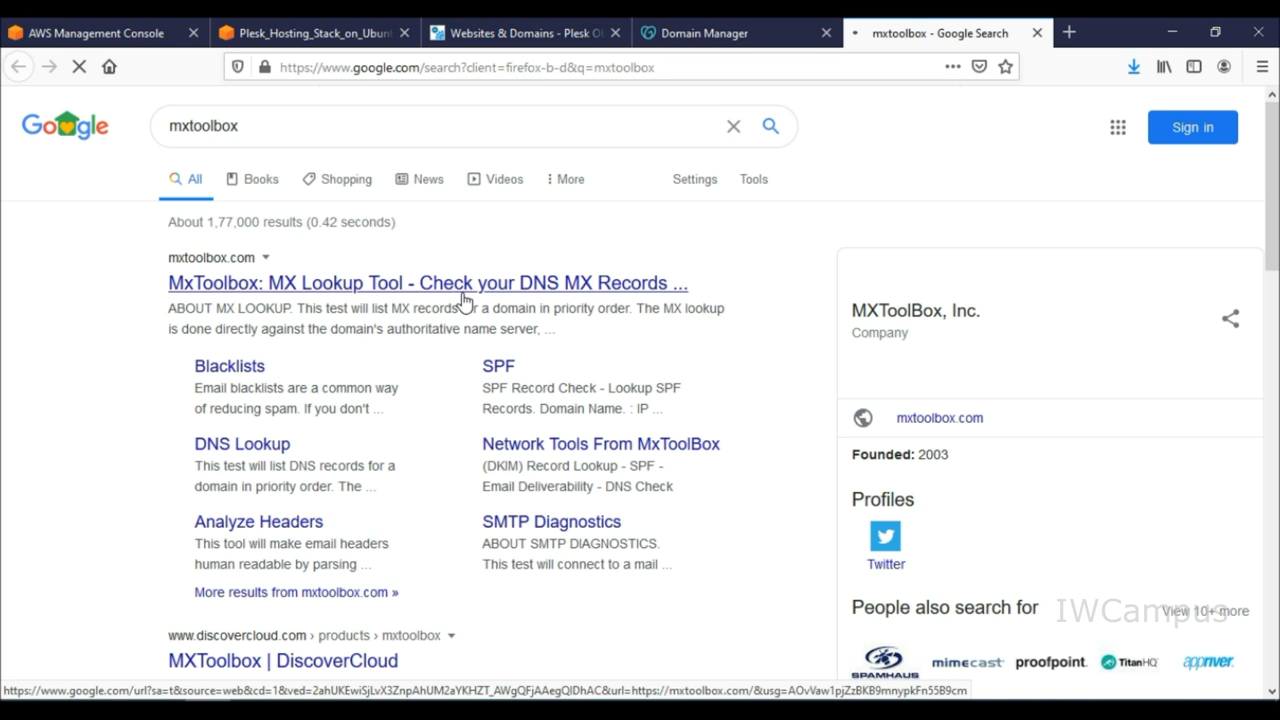 AWS Management Console
Plesk_Hosting_Stack_on_Ubun
Websites & Domains - Plesk O
Domain Manager
mxtoolbox - Google Search
https://www.google.com/search?client=firefox-b-d&q=mxtoolbox
Google
mxtoolbox
Sign in
All
Books
Shopping
News
Videos
More
Settings
Tools
About 1,77,000 results (0.42 seconds)
mxtoolbox.com
MxToolbox: MX Lookup Tool - Check your DNS MX Records ...
ABOUT MX LOOKUP. This test will list MX records for a domain in priority order. The MX lookup
is done directly against the domain's authoritative name server, ...
Blacklists
Email blacklists are a common way
of reducing spam. If you don't ...
SPF
SPF Record Check - Lookup SPF
Records. Domain Name. : IP ...
DNS Lookup
This test will list DNS records for a
domain in priority order. The ...
Network Tools From MxToolBox
(DKIM) Record Lookup - SPF -
Email Deliverability - DNS Check
Analyze Headers
This tool will make email headers
human readable by parsing ...
SMTP Diagnostics
ABOUT SMTP DIAGNOSTICS.
This test will connect to a mail ...
More results from mxtoolbox.com »
www.discovercloud.com › products › mxtoolbox
MXToolbox | DiscoverCloud
MXToolBox, Inc.
Company
mxtoolbox.com
Founded: 2003
Profiles
Twitter
People also search for
View 10+ more
IWCampus
SPAMHAUS
mimecast
proofpoint.
TitanHQ
appriver
https://www.google.com/url?sa=t&source=web&cd=1&ved=2ahUKEwiSjLvX3ZnpAhUM2aYKHZT_AWgQFjAAegQIDhAC&url=https://mxtoolbox.com/&usg=AOvVaw1pjZzBKB9mnypkFn55B9cm